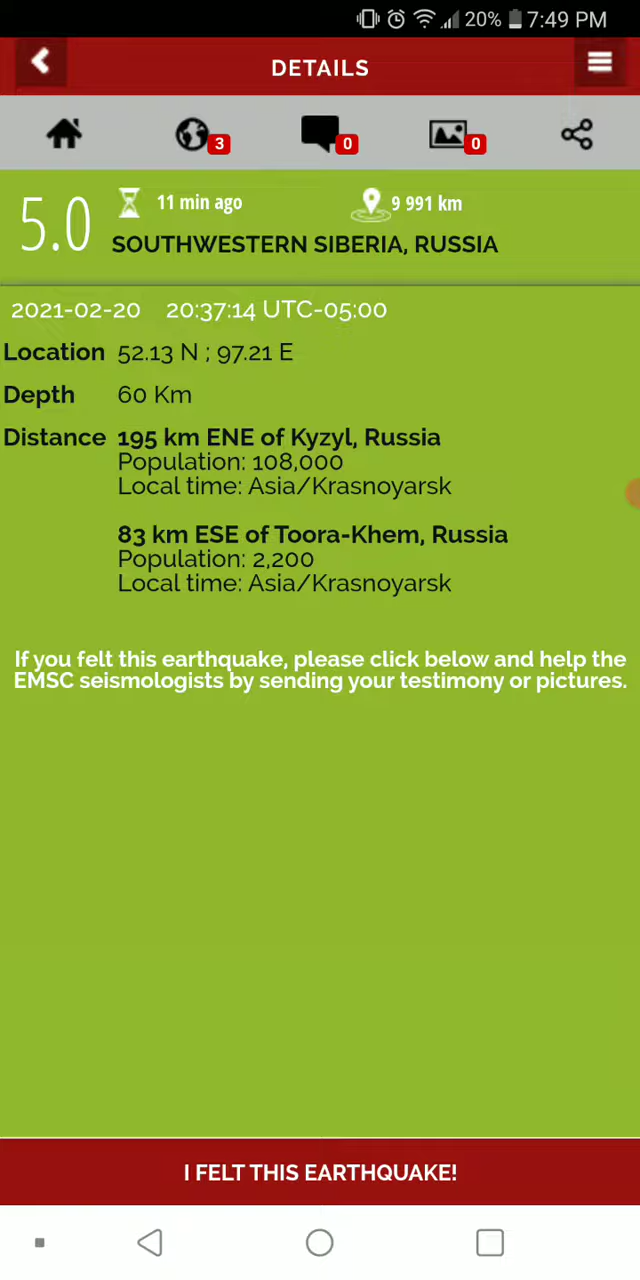 20% 7:49 PM
DETAILS
3 0 0
11 min ago 9 991 km
5.0
SOUTHWESTERN SIBERIA, RUSSIA
2021-02-20 20:37:14 UTC-05:00
Location 52.13 N ; 97.21 E
Depth 60 Km
Distance 195 km ENE of Kyzyl, Russia
Population: 108,000
Local time: Asia/Krasnoyarsk
83 km ESE of Toora-Khem, Russia
Population: 2,200
Local time: Asia/Krasnoyarsk
If you felt this earthquake, please click below and help the
EMSC seismologists by sending your testimony or pictures.
I FELT THIS EARTHQUAKE!